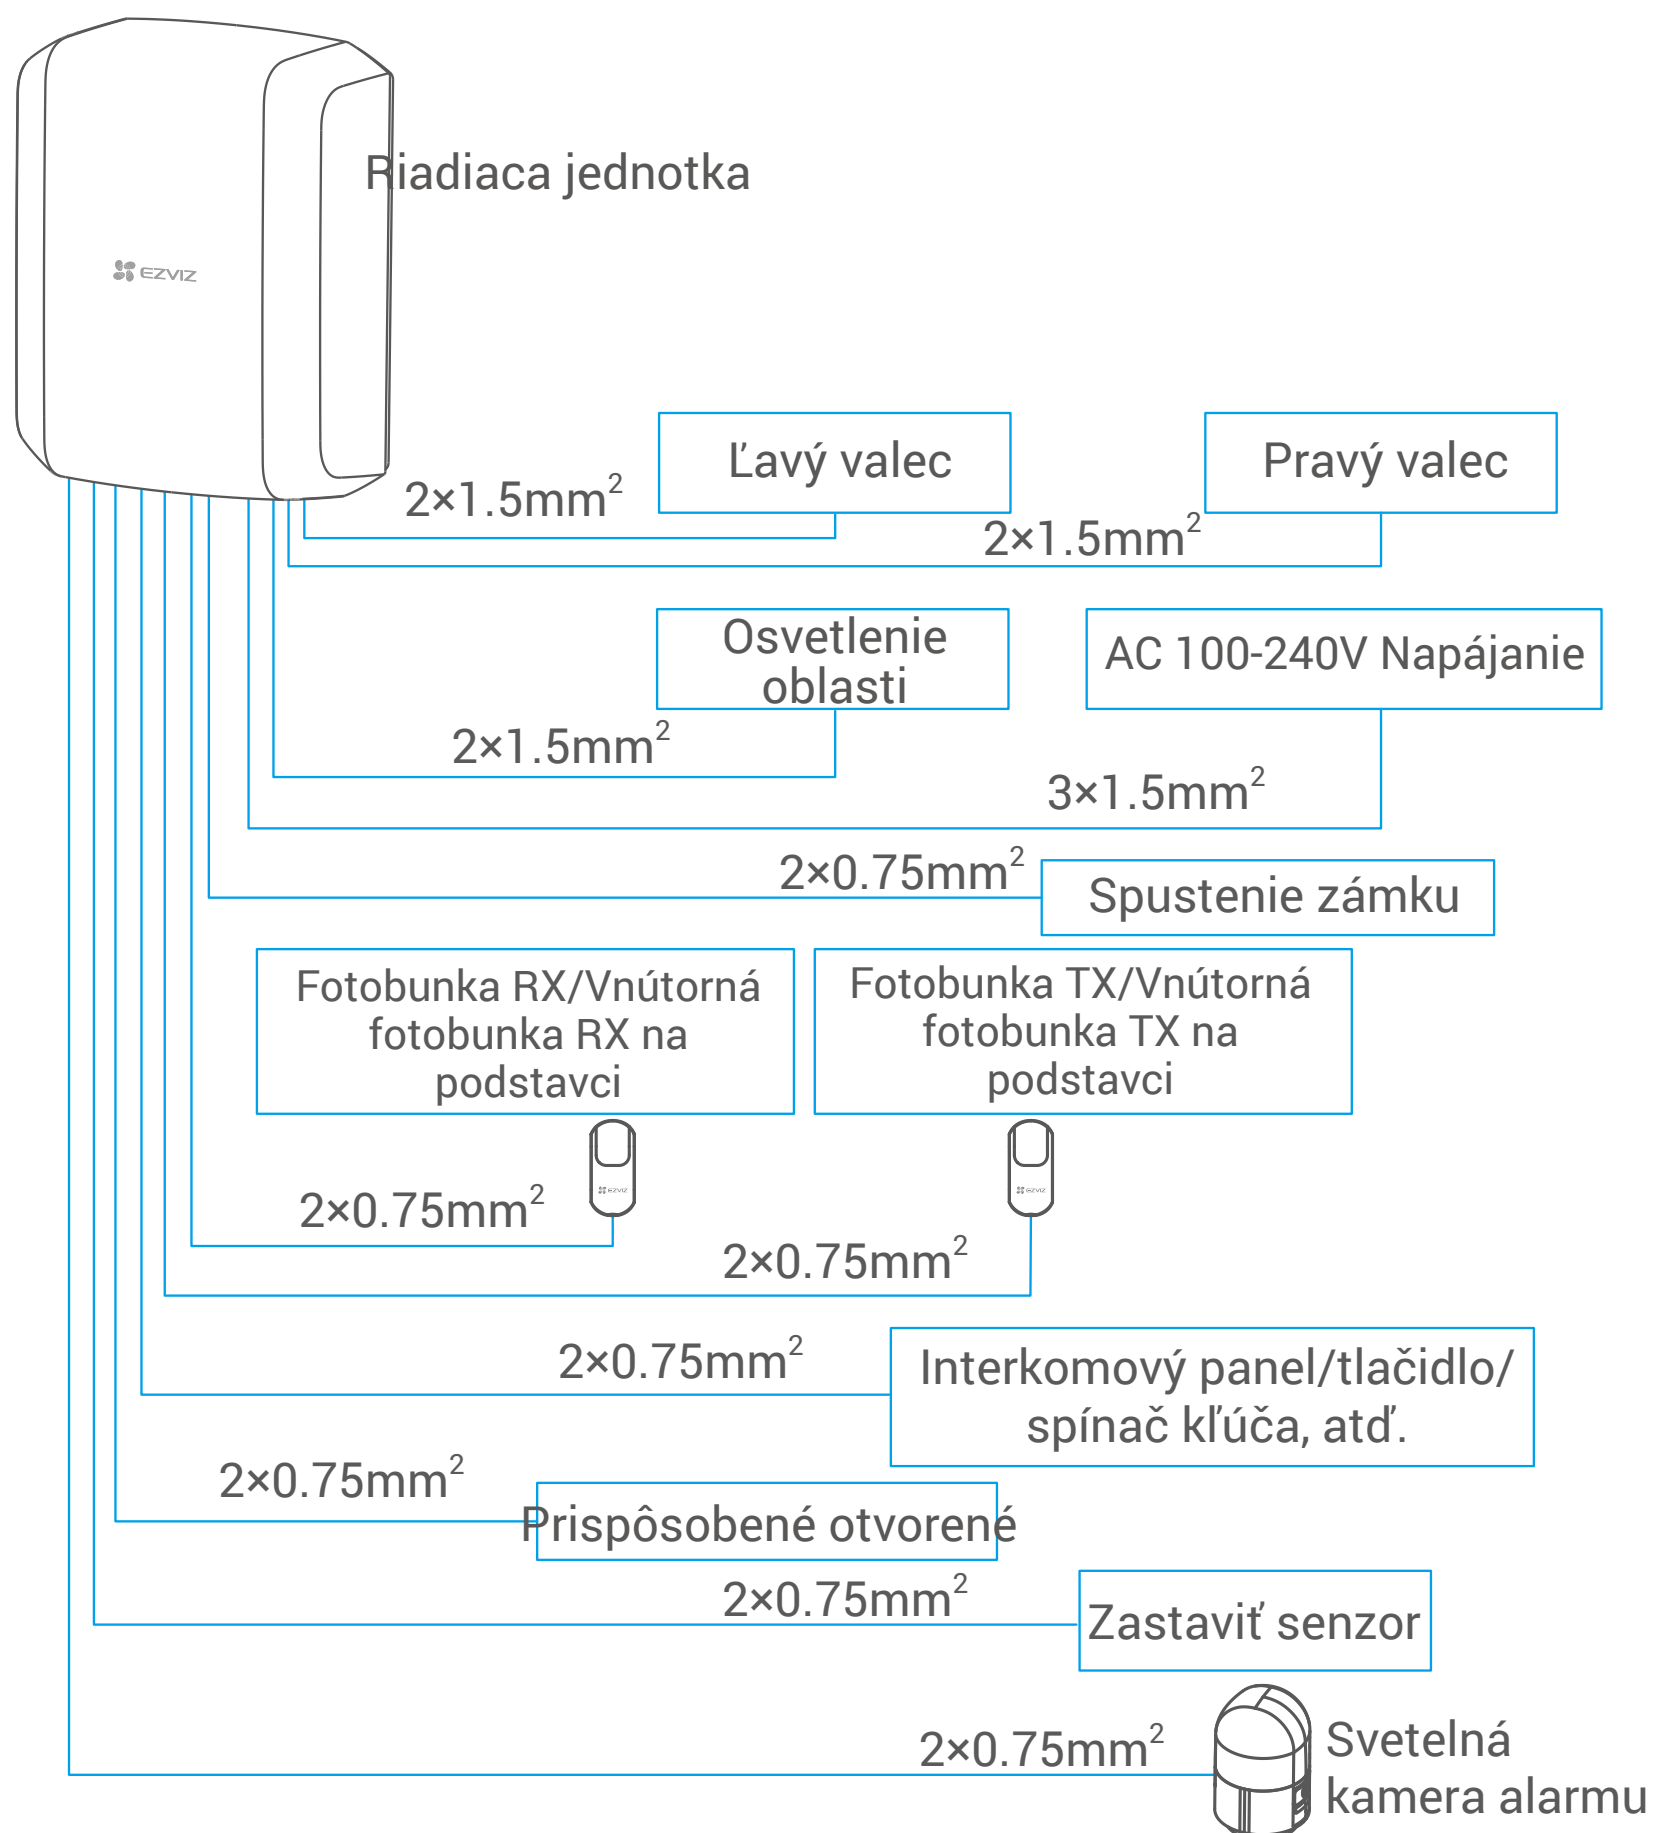 Riadiaca jednotka
EZVIZ
Ľavý valec
Pravý valec
2×1.5mm²
2×1.5mm²
Osvetlenie
oblasti
AC 100-240V Napájanie
2×1.5mm²
3×1.5mm²
2×0.75mm²
Spustenie zámku
Fotobunka RX/Vnútorná
fotobunka RX na
podstavci
Fotobunka TX/Vnútorná
fotobunka TX na
podstavci
EZVIZ
EZVIZ
2×0.75mm²
2×0.75mm²
2×0.75mm²
Interkomový panel/tlačidlo/
spínač kľúča, atď.
2×0.75mm²
Prispôsobené otvorené
2×0.75mm²
Zastaviť senzor
2×0.75mm²
Svetelná
kamera alarmu